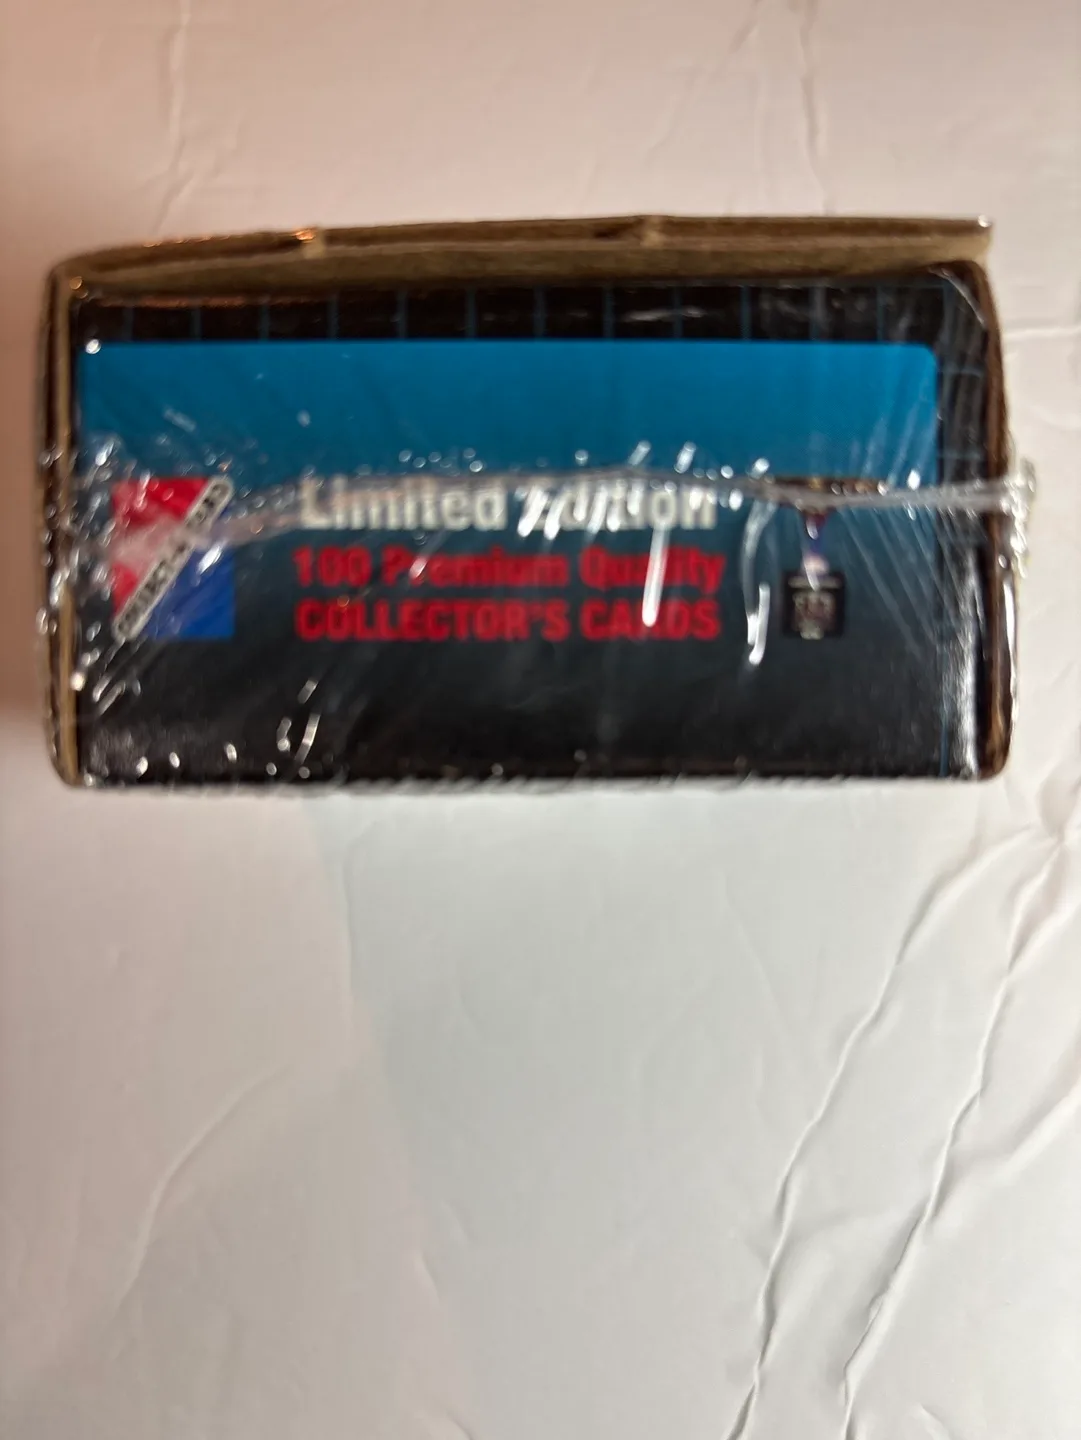 Limited Edition
100 Premium Quality
COLLECTOR'S CARDS